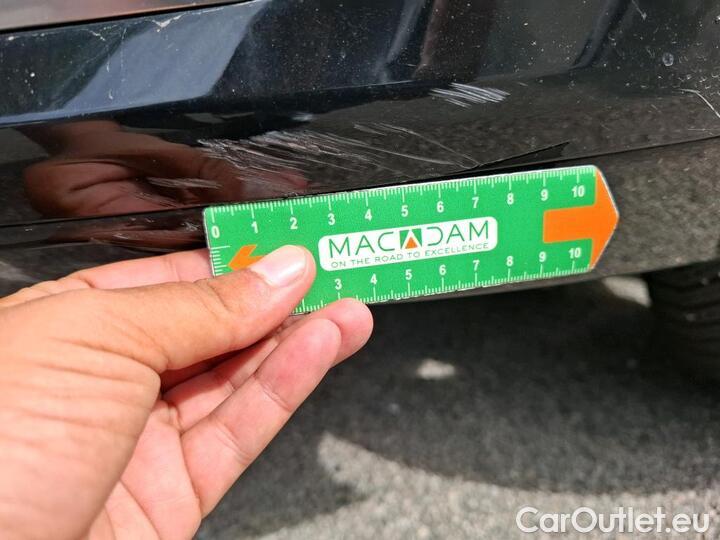 0 1 2 3 4 5 6 7 8 9 10
MACADAM
ON THE ROAD TO EXCELLENCE
3 4 5 6 7 8 9 10
CarOutlet.eu